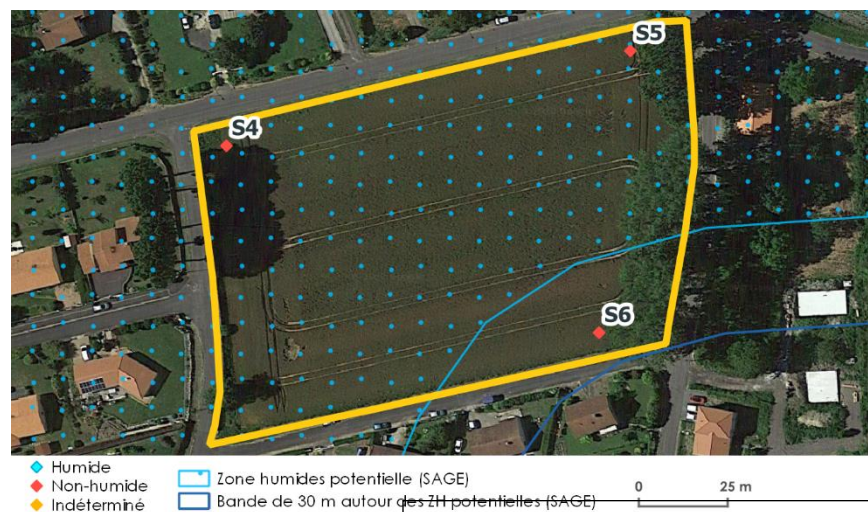 S5
S4
S6
Humide
Non-humide
Indéterminé
Zone humides potentielle (SAGE)
Bande de 30 m autour des ZH potentielles (SAGE)
0 25 m